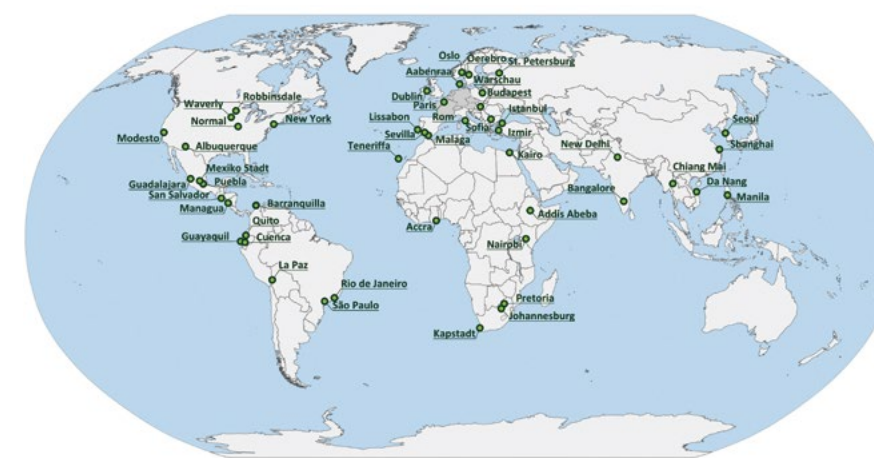 Oslo
Oerebro
St. Petersburg
Aabenraa
Warschau
Dublin
Budapest
Paris
Robbinsdale
Waverly
Normal
New York
Lissabon
Rom
Istanbul
Modesto
Sevilla
Sofia
Izmir
Seoul
Albuquerque
Malaga
Teneriffa
Kairo
New Delhi
Shanghai
Mexiko Stadt
Chiang Mai
Guadalajara
Puebla
San Salvador
Bangalore
Da Nang
Manila
Managua
Barranquilla
Addis Abeba
Quito
Accra
Guayaquil
Cuenca
Nairobi
La Paz
Rio de Janeiro
Pretoria
São Paulo
Johannesburg
Kapstadt